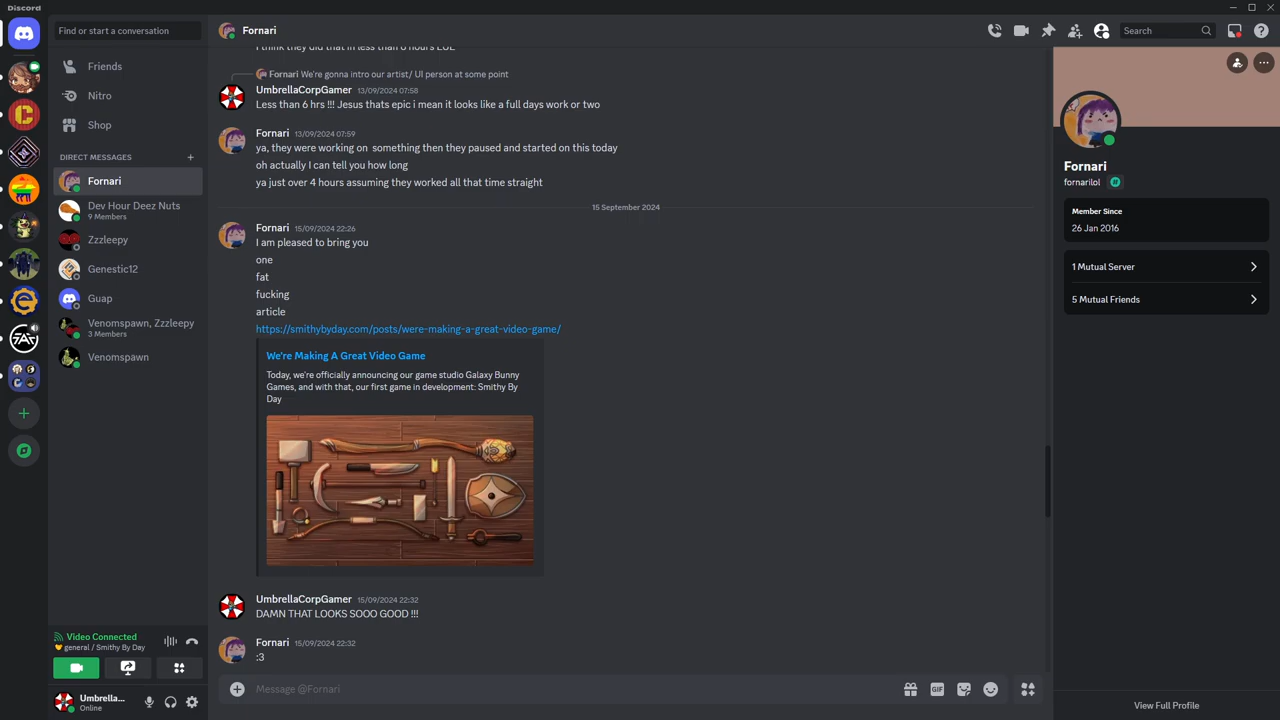 Discord
Find or start a conversation
Fornari
Search
Friends
Nitro
Shop
DIRECT MESSAGES
Fornari
Dev Hour Deez Nuts
9 Members
Zzzleepy
Genestic12
Guap
Venomspawn, Zzzleepy
3 Members
Venomspawn
Video Connected
general / Smithy By Day
Umbrella...
Online
I think they did that in less than 6 hours LOL
Fornari We're gonna intro our artist/ UI person at some point
UmbrellaCorpGamer 13/09/2024 07:58
Less than 6 hrs !!! Jesus thats epic i mean it looks like a full days work or two
Fornari 13/09/2024 07:59
ya, they were working on something then they paused and started on this today
oh actually I can tell you how long
ya just over 4 hours assuming they worked all that time straight
15 September 2024
Fornari 15/09/2024 22:26
I am pleased to bring you
one
fat
fucking
article
https://smithybyday.com/posts/were-making-a-great-video-game/
We're Making A Great Video Game
Today, we're officially announcing our game studio Galaxy Bunny
Games, and with that, our first game in development: Smithy By
Day
UmbrellaCorpGamer 15/09/2024 22:32
DAMN THAT LOOKS SOOO GOOD !!!
Fornari 15/09/2024 22:32
:3
Message @Fornari
GIF
Fornari
fornarilol
Member Since
26 Jan 2016
1 Mutual Server
5 Mutual Friends
View Full Profile